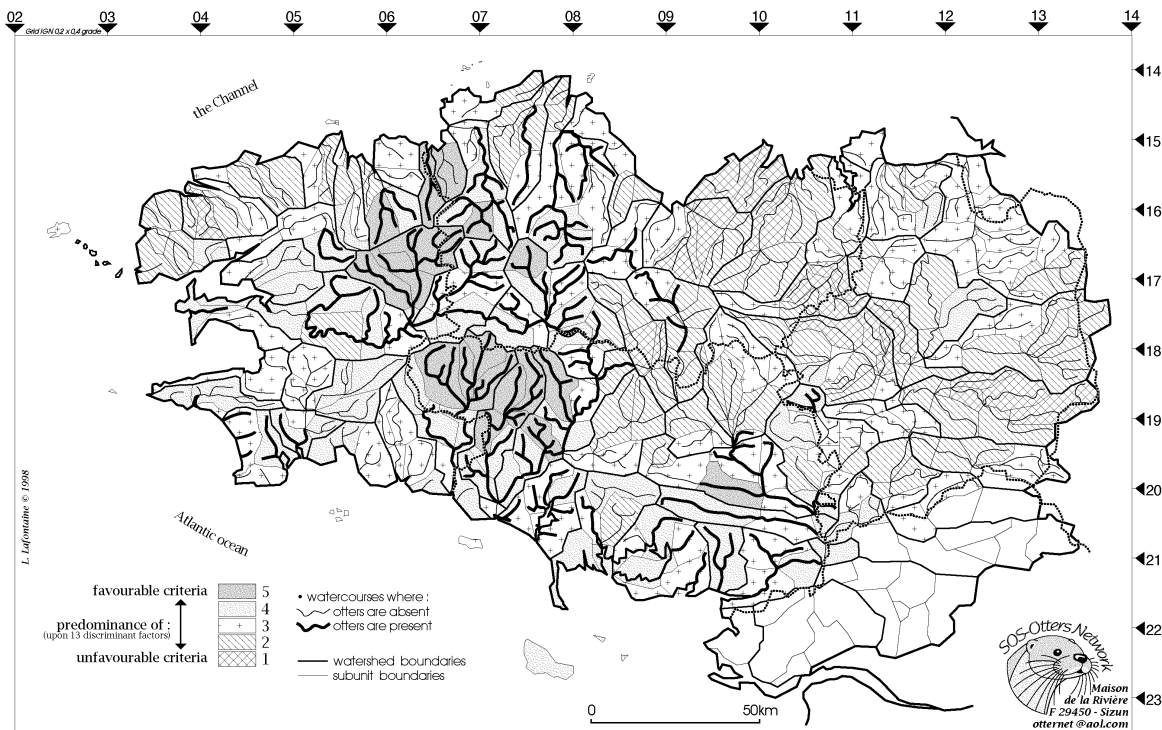 02 03 04 05 06 07 08 09 10 11 12 13 14
Grid IGN 0,2 x 0,4 grade
14
15
16
17
18
19
20
21
22
23
the Channel
Atlantic ocean
L. Lafontaine © 1998
favourable criteria
predominance of :
(upon 13 discriminant factors)
unfavourable criteria
5
4
3
2
1
• watercourses where :
otters are absent
otters are present
watershed boundaries
subunit boundaries
0 50km
SOS-Otters Network
Maison
de la Rivière
F 29450 - Sizun
otternet @aol.com